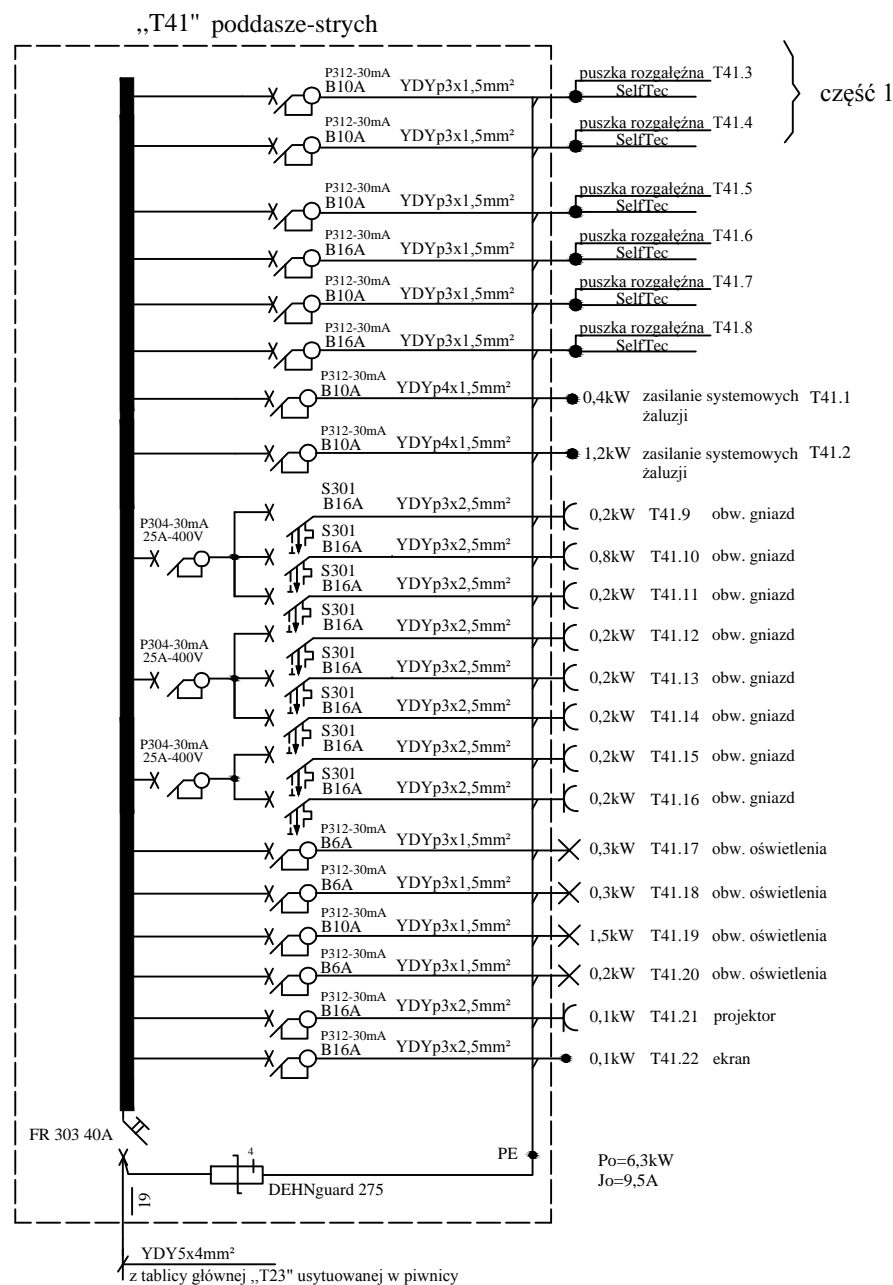 ,,T41" poddasze-strych
P312-30mA
B10A YDYp3x1,5mm² puszka rozgałęźna T41.3
SelfTec
część 1
P312-30mA
B10A YDYp3x1,5mm² puszka rozgałęźna T41.4
SelfTec
P312-30mA
B10A YDYp3x1,5mm² puszka rozgałęźna T41.5
SelfTec
P312-30mA
B16A YDYp3x1,5mm² puszka rozgałęźna T41.6
SelfTec
P312-30mA
B10A YDYp3x1,5mm² puszka rozgałęźna T41.7
SelfTec
P312-30mA
B16A YDYp3x1,5mm² puszka rozgałęźna T41.8
SelfTec
P312-30mA
B10A YDYp4x1,5mm² 0,4kW zasilanie systemowych T41.1
żaluzji
P312-30mA
B10A YDYp4x1,5mm² 1,2kW zasilanie systemowych T41.2
żaluzji
P304-30mA
25A-400V
S301
B16A YDYp3x2,5mm² 0,2kW T41.9 obw. gniazd
S301
B16A YDYp3x2,5mm² 0,8kW T41.10 obw. gniazd
S301
B16A YDYp3x2,5mm² 0,2kW T41.11 obw. gniazd
P304-30mA
25A-400V
S301
B16A YDYp3x2,5mm² 0,2kW T41.12 obw. gniazd
S301
B16A YDYp3x2,5mm² 0,2kW T41.13 obw. gniazd
S301
B16A YDYp3x2,5mm² 0,2kW T41.14 obw. gniazd
P304-30mA
25A-400V
S301
B16A YDYp3x2,5mm² 0,2kW T41.15 obw. gniazd
S301
B16A YDYp3x2,5mm² 0,2kW T41.16 obw. gniazd
P312-30mA
B6A YDYp3x1,5mm² 0,3kW T41.17 obw. oświetlenia
P312-30mA
B6A YDYp3x1,5mm² 0,3kW T41.18 obw. oświetlenia
P312-30mA
B10A YDYp3x1,5mm² 1,5kW T41.19 obw. oświetlenia
P312-30mA
B6A YDYp3x1,5mm² 0,2kW T41.20 obw. oświetlenia
P312-30mA
B16A YDYp3x2,5mm² 0,1kW T41.21 projektor
P312-30mA
B16A YDYp3x2,5mm² 0,1kW T41.22 ekran
FR 303 40A
4
DEHNguard 275
PE
Po=6,3kW
Jo=9,5A
19
YDY5x4mm²
z tablicy głównej ,,T23" usytuowanej w piwnicy